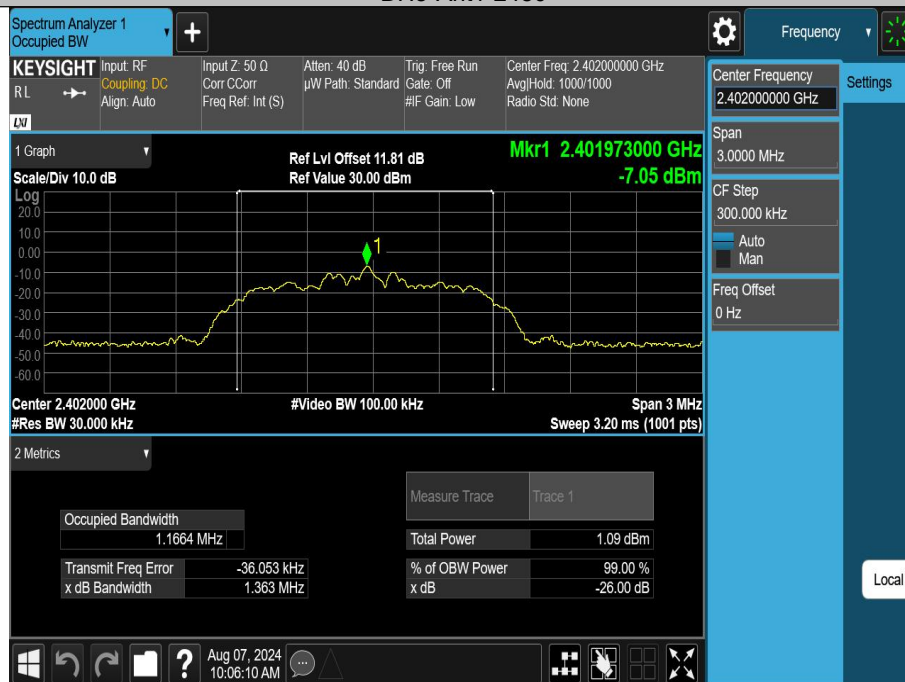 Spectrum Analyzer 1
Occupied BW
+
Frequency
KEYSIGHT
RL
LXI
Input: RF
Coupling: DC
Align: Auto
Input Z: 50 Ω
Corr CCorr
Freq Ref: Int (S)
Atten: 40 dB
µW Path: Standard
Trig: Free Run
Gate: Off
#IF Gain: Low
Center Freq: 2.402000000 GHz
Avg|Hold: 1000/1000
Radio Std: None
Center Frequency
2.402000000 GHz
Settings
Span
3.0000 MHz
CF Step
300.000 kHz
Auto
Man
Freq Offset
0 Hz
Local
1 Graph
Scale/Div 10.0 dB
Ref Lvl Offset 11.81 dB
Ref Value 30.00 dBm
Mkr1 2.401973000 GHz
-7.05 dBm
Log
20.0
10.0
0.00
-10.0
-20.0
-30.0
-40.0
-50.0
-60.0
1
Center 2.402000 GHz
#Res BW 30.000 kHz
#Video BW 100.00 kHz
Span 3 MHz
Sweep 3.20 ms (1001 pts)
2 Metrics
Measure Trace
Trace 1
Occupied Bandwidth
1.1664 MHz
Total Power
1.09 dBm
Transmit Freq Error
-36.053 kHz
% of OBW Power
99.00 %
x dB Bandwidth
1.363 MHz
x dB
-26.00 dB
?
Aug 07, 2024
10:06:10 AM